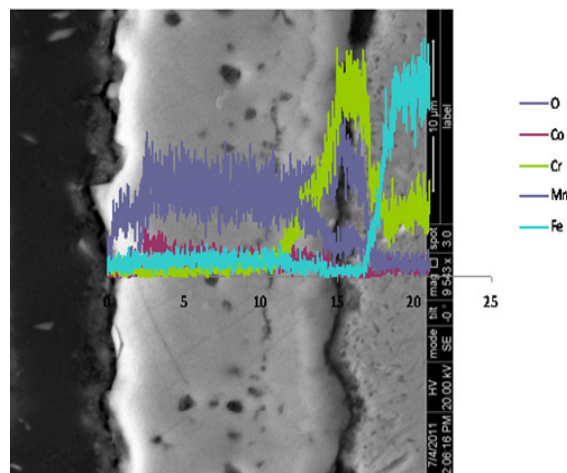 O
Co
Cr
Mn
Fe
0 5 10 15 20 25
10 µm
label
spot 3.0
mag □ 9 543 x
tilt -0 °
mode SE
HV 20.00 kV
7/4/2011 2:06:16 PM